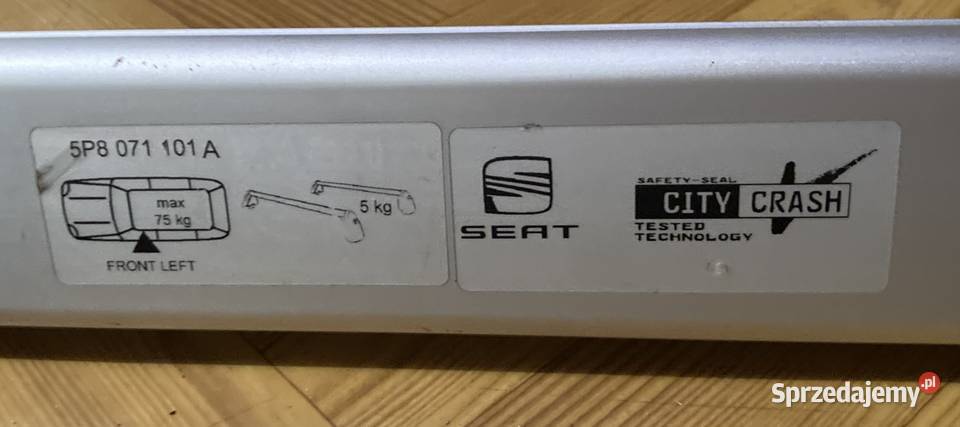 5P8 071 101 A
max
75 kg
5 kg
FRONT LEFT
SEAT
SAFETY-SEAL
CITY CRASH
TESTED
TECHNOLOGY
Sprzedajemy.pl